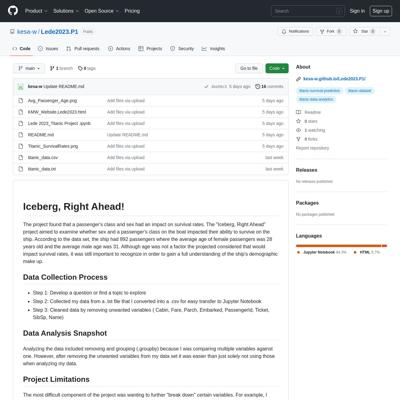 Product Solutions Open Source Pricing
Search
Sign in
Sign up
kesa-w / Lede2023.P1 Public
Notifications
Fork 0
Star 0
Code
Issues
Pull requests
Actions
Projects
Security
Insights
main
1 branch
0 tags
Go to file
Code
kesa-w Update README.md
5 days ago
16 commits
Avg_Passenger_Age.png Add files via upload 5 days ago
KMW_Website.Lede2023.html Add files via upload 5 days ago
Lede 2023_Titanic Project .ipynb Add files via upload 5 days ago
README.md Update README.md 5 days ago
Titanic_SurvivalRates.png Add files via upload 5 days ago
titanic_data.csv Add files via upload last week
titanic_data.txt Add files via upload last week
Iceberg, Right Ahead!
The project found that a passenger's class and sex had an impact on survival rates. The "Iceberg, Right Ahead"
project aimed to examine whether sex and a passenger's class on the boat impacted their ability to survive on the
ship. According to the data set, the ship had 892 passengers where the average age of female passengers was 28
years old and the average male age was 31. Although age was not a factor the projected considered that would
impact survival rates, it was still important to recognize in order to gain a full understanding of the ship's demographic
make up.
Data Collection Process
Step 1: Develop a question or find a topic to explore
Step 2: Collected my data from a .txt file that I converted into a .csv for easy transfer to Jupyter Notebook
Step 3: Cleaned data by removing unwanted variables ( Cabin, Fare, Parch, Embarked, PassengerId, Ticket,
SibSp, Name)
Data Analysis Snapshot
Analyzing the data included removing and grouping (.groupby) because I was comparing multiple variables against
one. However, after removing the unwanted variables from my data set it was easier than just solely not using those
when analyzing my data.
Project Limitations
The most difficult component of the project was wanting to further "break down" certain variables. For example, I
About
kesa-w.github.io/Lede2023.P1/
titanic-survival-prediction
titanic-dataset
titanic-data-analytics
Readme
0 stars
1 watching
0 forks
Report repository
Releases
No releases published
Packages
No packages published
Languages
Jupyter Notebook 94.3%
HTML 5.7%